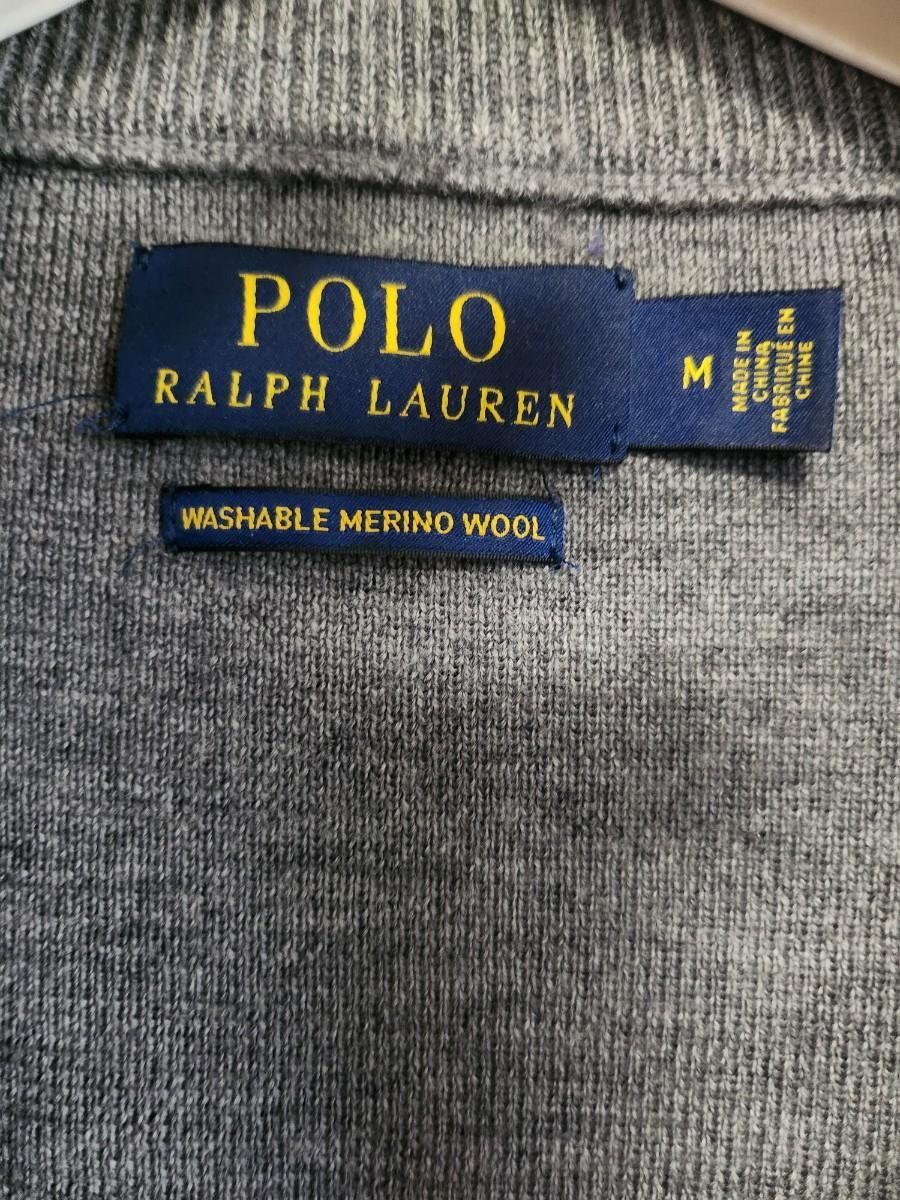 POLO
RALPH LAUREN
M
MADE IN
CHINA
FABRIQUÉ EN
CHINE
WASHABLE MERINO WOOL